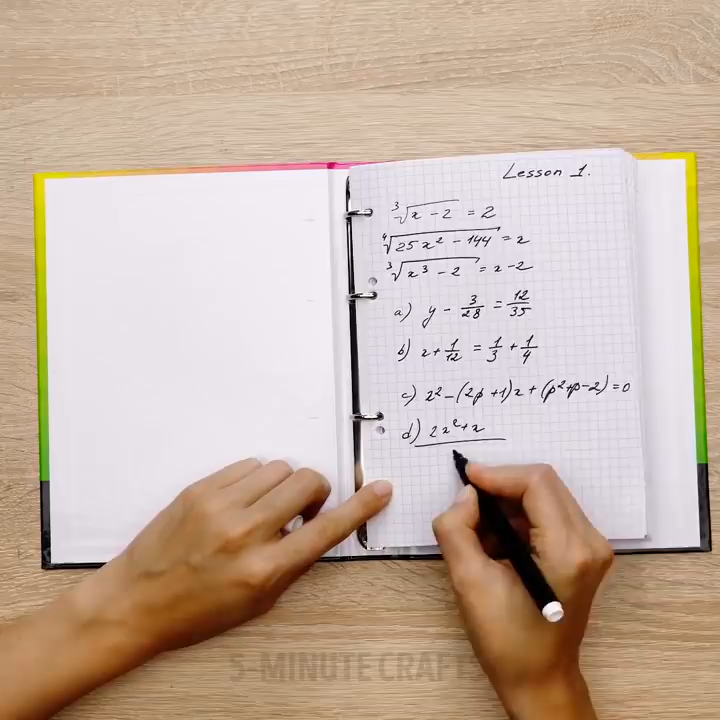 Lesson 1.
∛(x - 2) = 2
∜(25x² - 144) = x
∛(x³ - 2) = x - 2
a) y - 3/28 = 12/35
b) x + 1/12 = 1/3 + 1/4
c) x² - (2p + 1)x + (p² + p - 2) = 0
d) 2x² + x
5-MINUTE CRAFTS